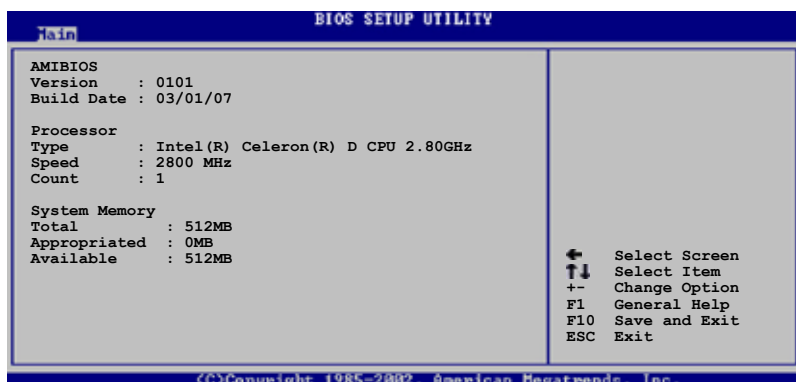 BIOS SETUP UTILITY
Main
AMIBIOS
Version : 0101
Build Date : 03/01/07
Processor
Type : Intel(R) Celeron(R) D CPU 2.80GHz
Speed : 2800 MHz
Count : 1
System Memory
Total : 512MB
Appropriated : 0MB
Available : 512MB
← Select Screen
↑↓ Select Item
+- Change Option
F1 General Help
F10 Save and Exit
ESC Exit
(C)Copyright 1985-2002, American Megatrends, Inc.